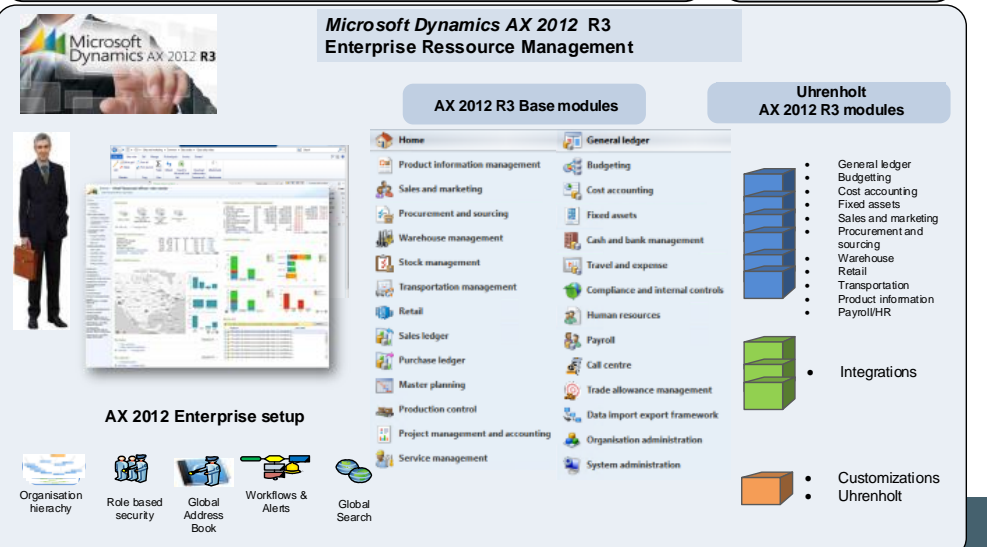 Microsoft
Dynamics AX 2012 R3
Microsoft Dynamics AX 2012 R3
Enterprise Ressource Management
AX 2012 R3 Base modules
Uhrenholt
AX 2012 R3 modules
Home
Product information management
Sales and marketing
Procurement and sourcing
Warehouse management
Stock management
Transportation management
Retail
Sales ledger
Purchase ledger
Master planning
Production control
Project management and accounting
Service management
General ledger
Budgeting
Cost accounting
Fixed assets
Cash and bank management
Travel and expense
Compliance and internal controls
Human resources
Payroll
Call centre
Trade allowance management
Data import export framework
Organisation administration
System administration
• General ledger
• Budgetting
• Cost accounting
• Fixed assets
• Sales and marketing
• Procurement and
sourcing
• Warehouse
• Retail
• Transportation
• Product information
• Payroll/HR
• Integrations
• Customizations
• Uhrenholt
AX 2012 Enterprise setup
Organisation
hierachy
Role based
security
Global
Address
Book
Workflows &
Alerts
Global
Search